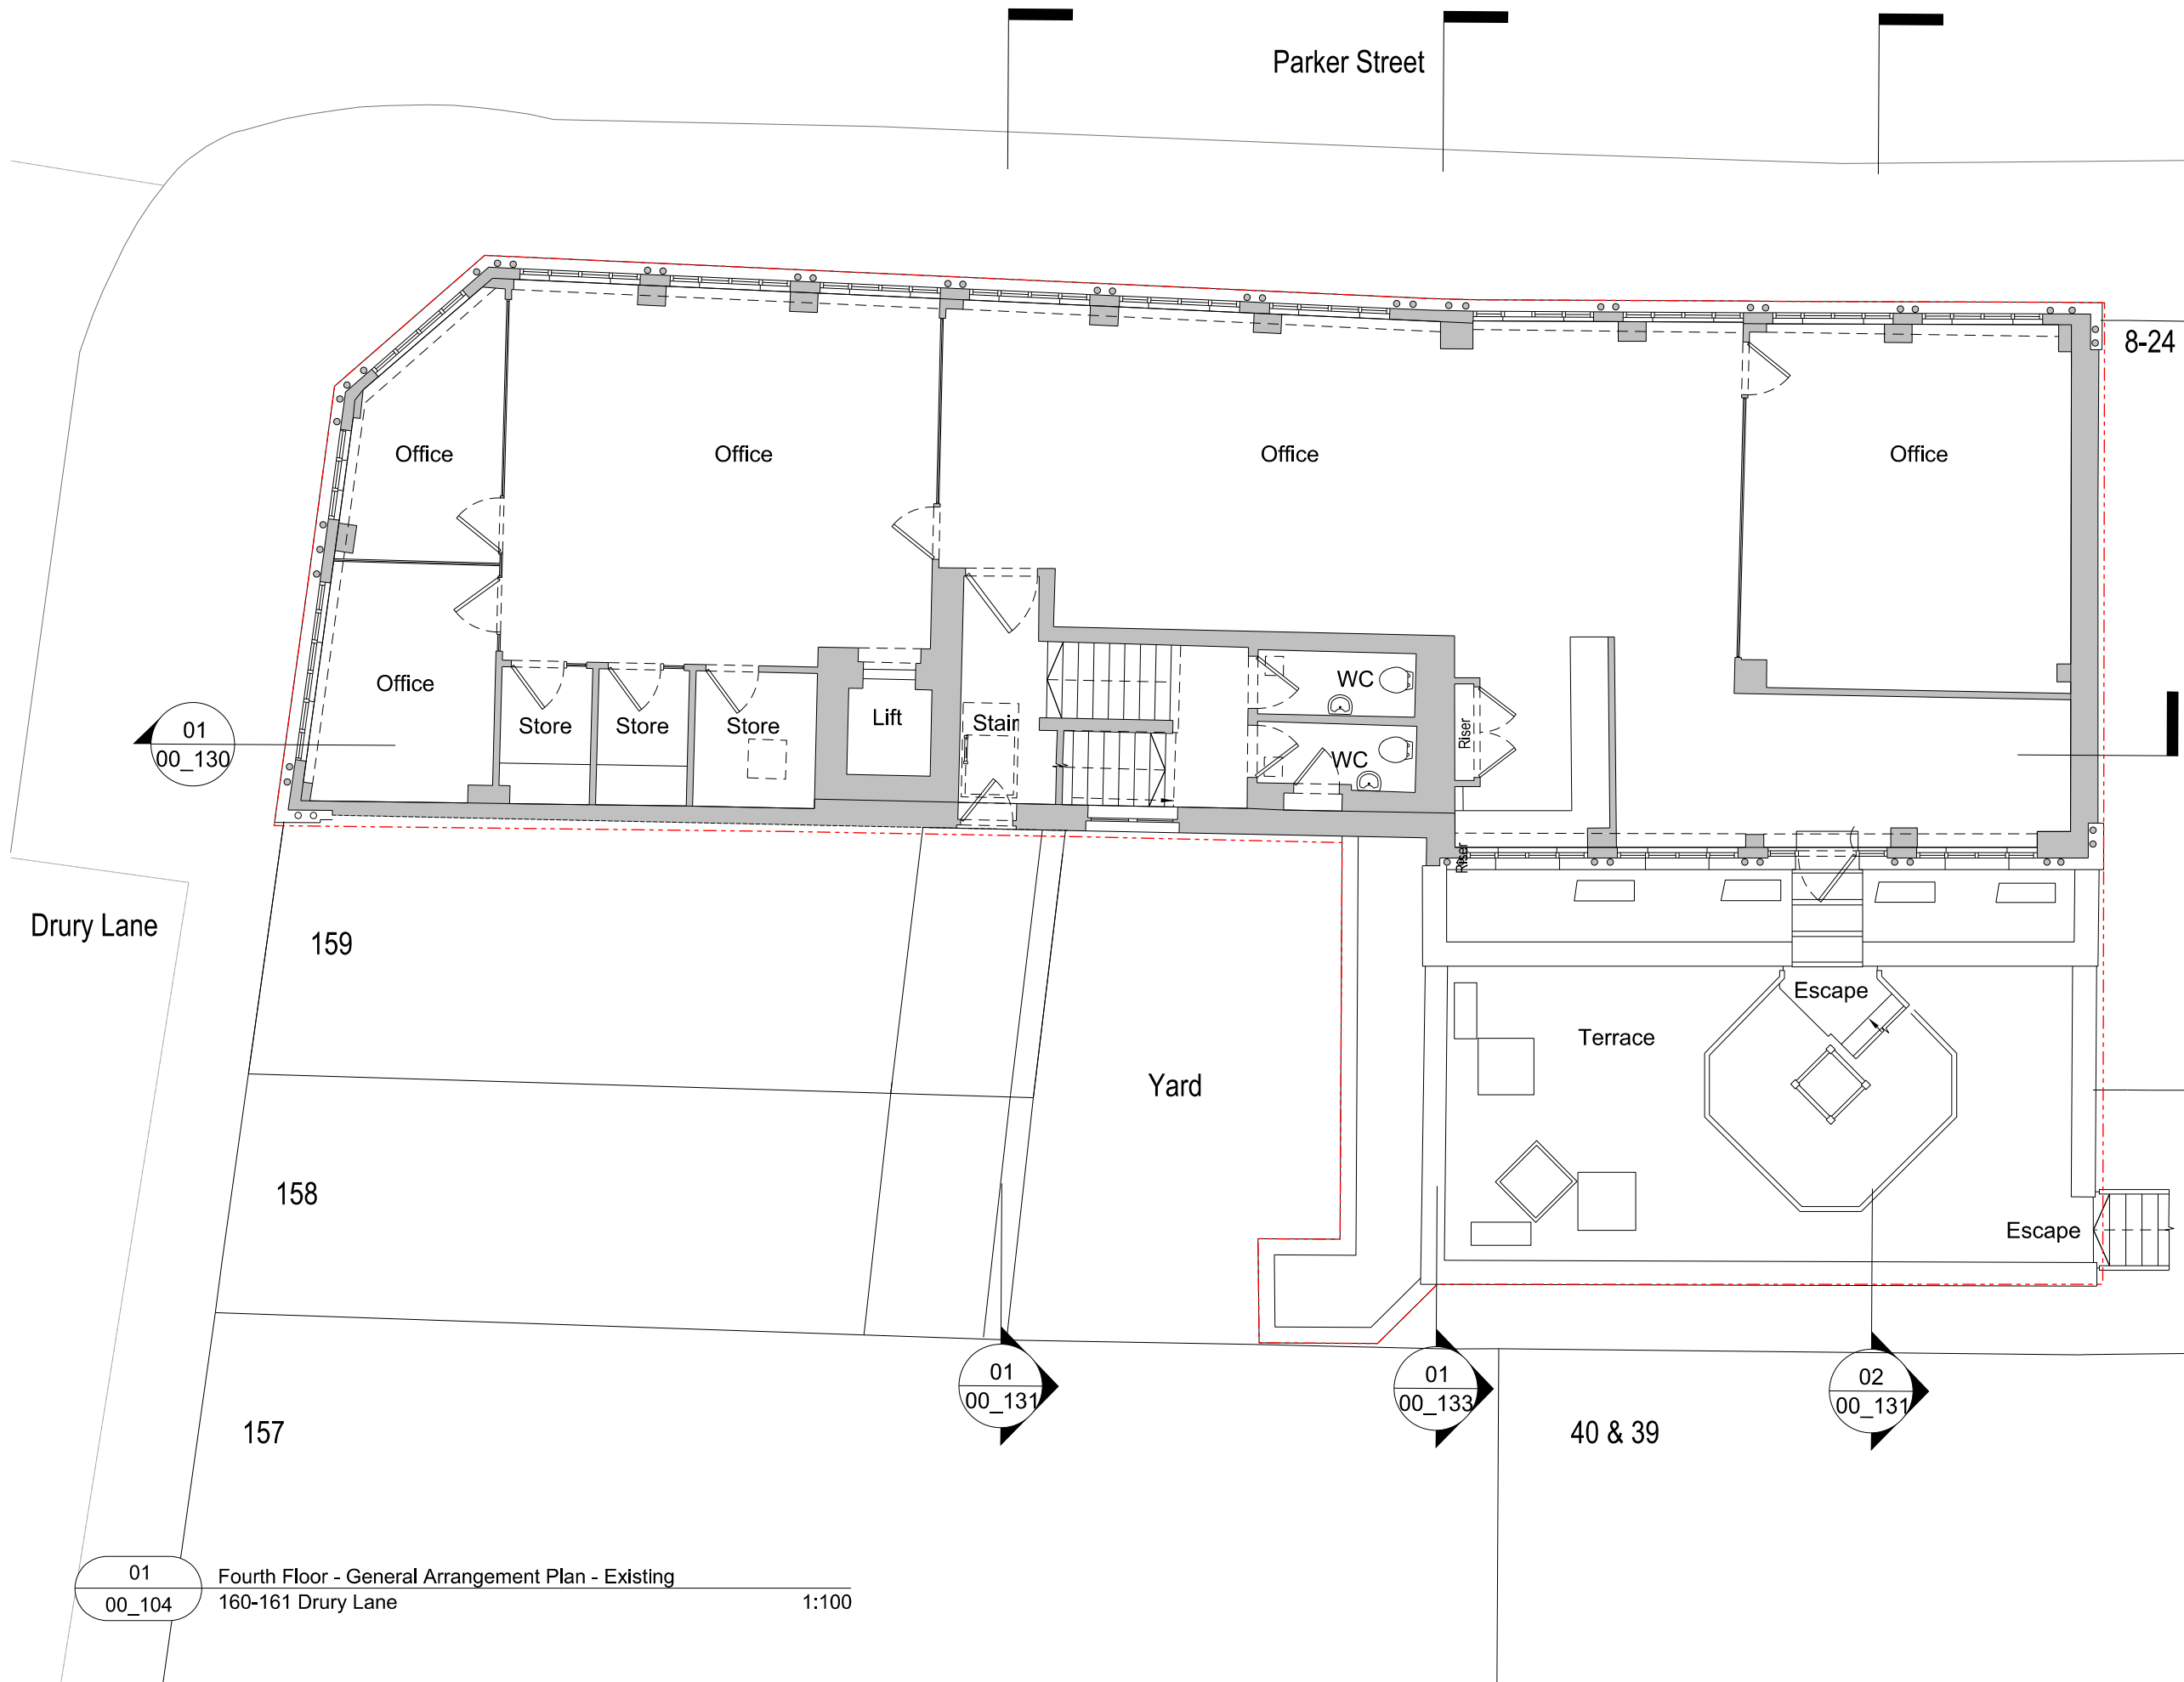 Parker Street
8-24
Office
Office
Office
Office
Office
WC
Riser
Lift
Stair
Store
Store
Store
WC
01
00_130
Riser
Drury Lane
159
Escape
Terrace
Yard
158
Escape
01
00_131
01
00_133
02
00_131
157
40 & 39
01
00_104
Fourth Floor - General Arrangement Plan - Existing
160-161 Drury Lane
1:100